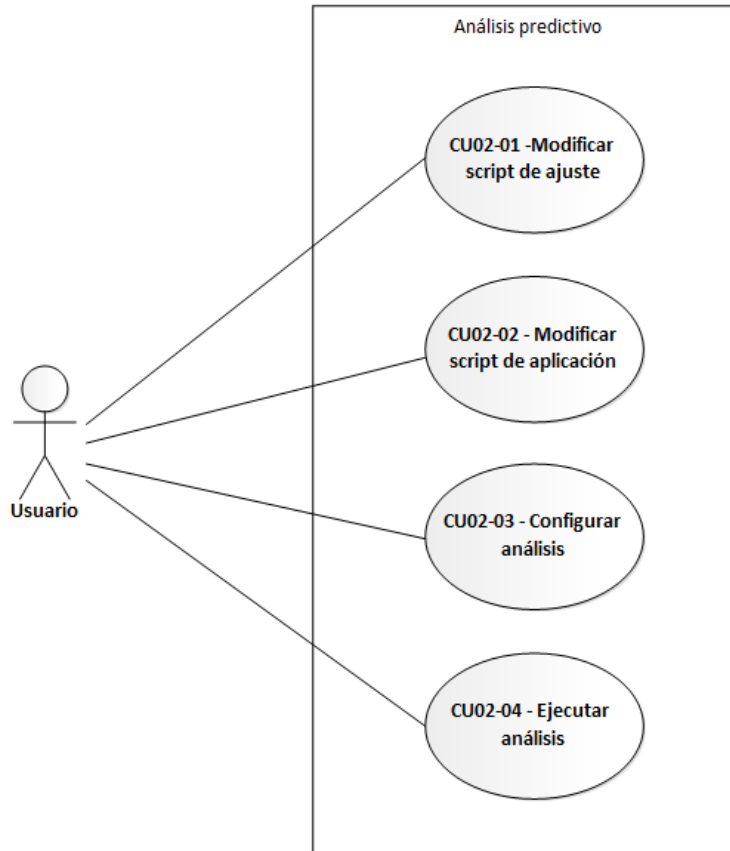 Análisis predictivo
CU02-01 -Modificar
script de ajuste
CU02-02 - Modificar
script de aplicación
Usuario
CU02-03 - Configurar
análisis
CU02-04 - Ejecutar
análisis